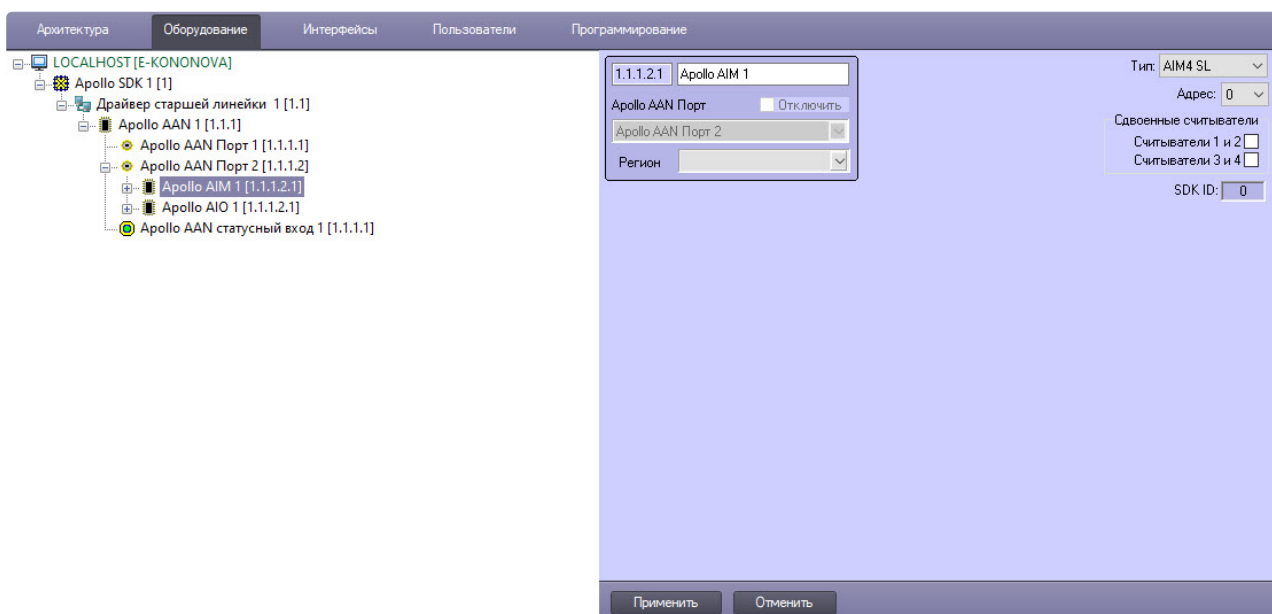 Архитектура Оборудование Интерфейсы Пользователи Программирование
LOCALHOST [E-KONONOVA]
Apollo SDK 1 [1]
Драйвер старшей линейки 1 [1.1]
Apollo AAN 1 [1.1.1]
Apollo AAN Порт 1 [1.1.1.1]
Apollo AAN Порт 2 [1.1.1.2]
Apollo AIM 1 [1.1.1.2.1]
Apollo AIO 1 [1.1.1.2.1]
Apollo AAN статусный вход 1 [1.1.1.1]
1.1.1.2.1 Apollo AIM 1
Apollo AAN Порт Отключить
Apollo AAN Порт 2
Регион
Тип: AIM4 SL
Адрес: 0
Сдвоенные считыватели
Считыватели 1 и 2
Считыватели 3 и 4
SDK ID: 0
Применить Отменить